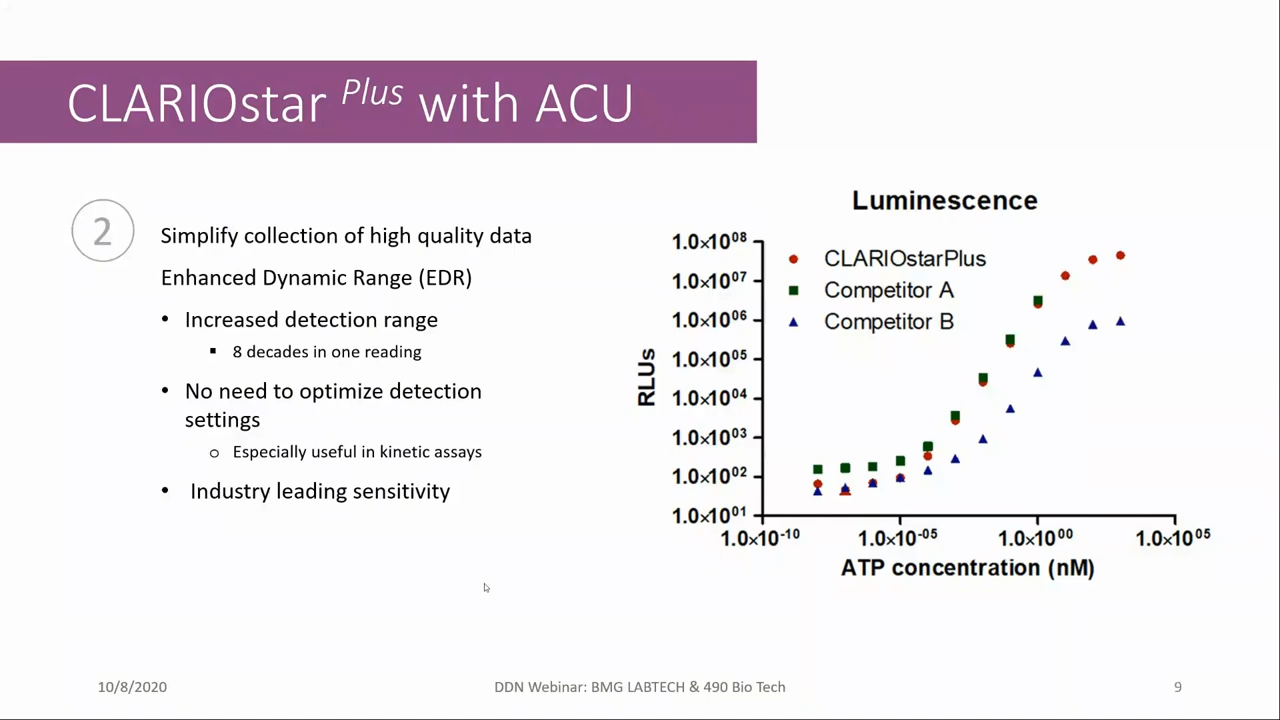 CLARIOstar Plus with ACU
2
Simplify collection of high quality data
Enhanced Dynamic Range (EDR)
• Increased detection range
▪ 8 decades in one reading
• No need to optimize detection
settings
o Especially useful in kinetic assays
• Industry leading sensitivity
Luminescence
CLARIOstarPlus
Competitor A
Competitor B
RLUs
1.0×10⁰⁸
1.0×10⁰⁷
1.0×10⁰⁶
1.0×10⁰⁵
1.0×10⁰⁴
1.0×10⁰³
1.0×10⁰²
1.0×10⁰¹
1.0×10⁻¹⁰ 1.0×10⁻⁰⁵ 1.0×10⁰⁰ 1.0×10⁰⁵
ATP concentration (nM)
10/8/2020 DDN Webinar: BMG LABTECH & 490 Bio Tech 9